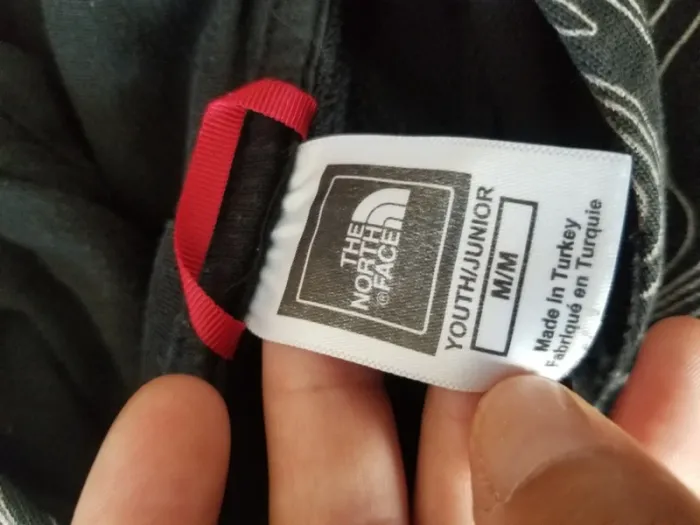 THE
NORTH
FACE
®
YOUTH/JUNIOR
M/M
Made In Turkey
Fabriqué en Turquie